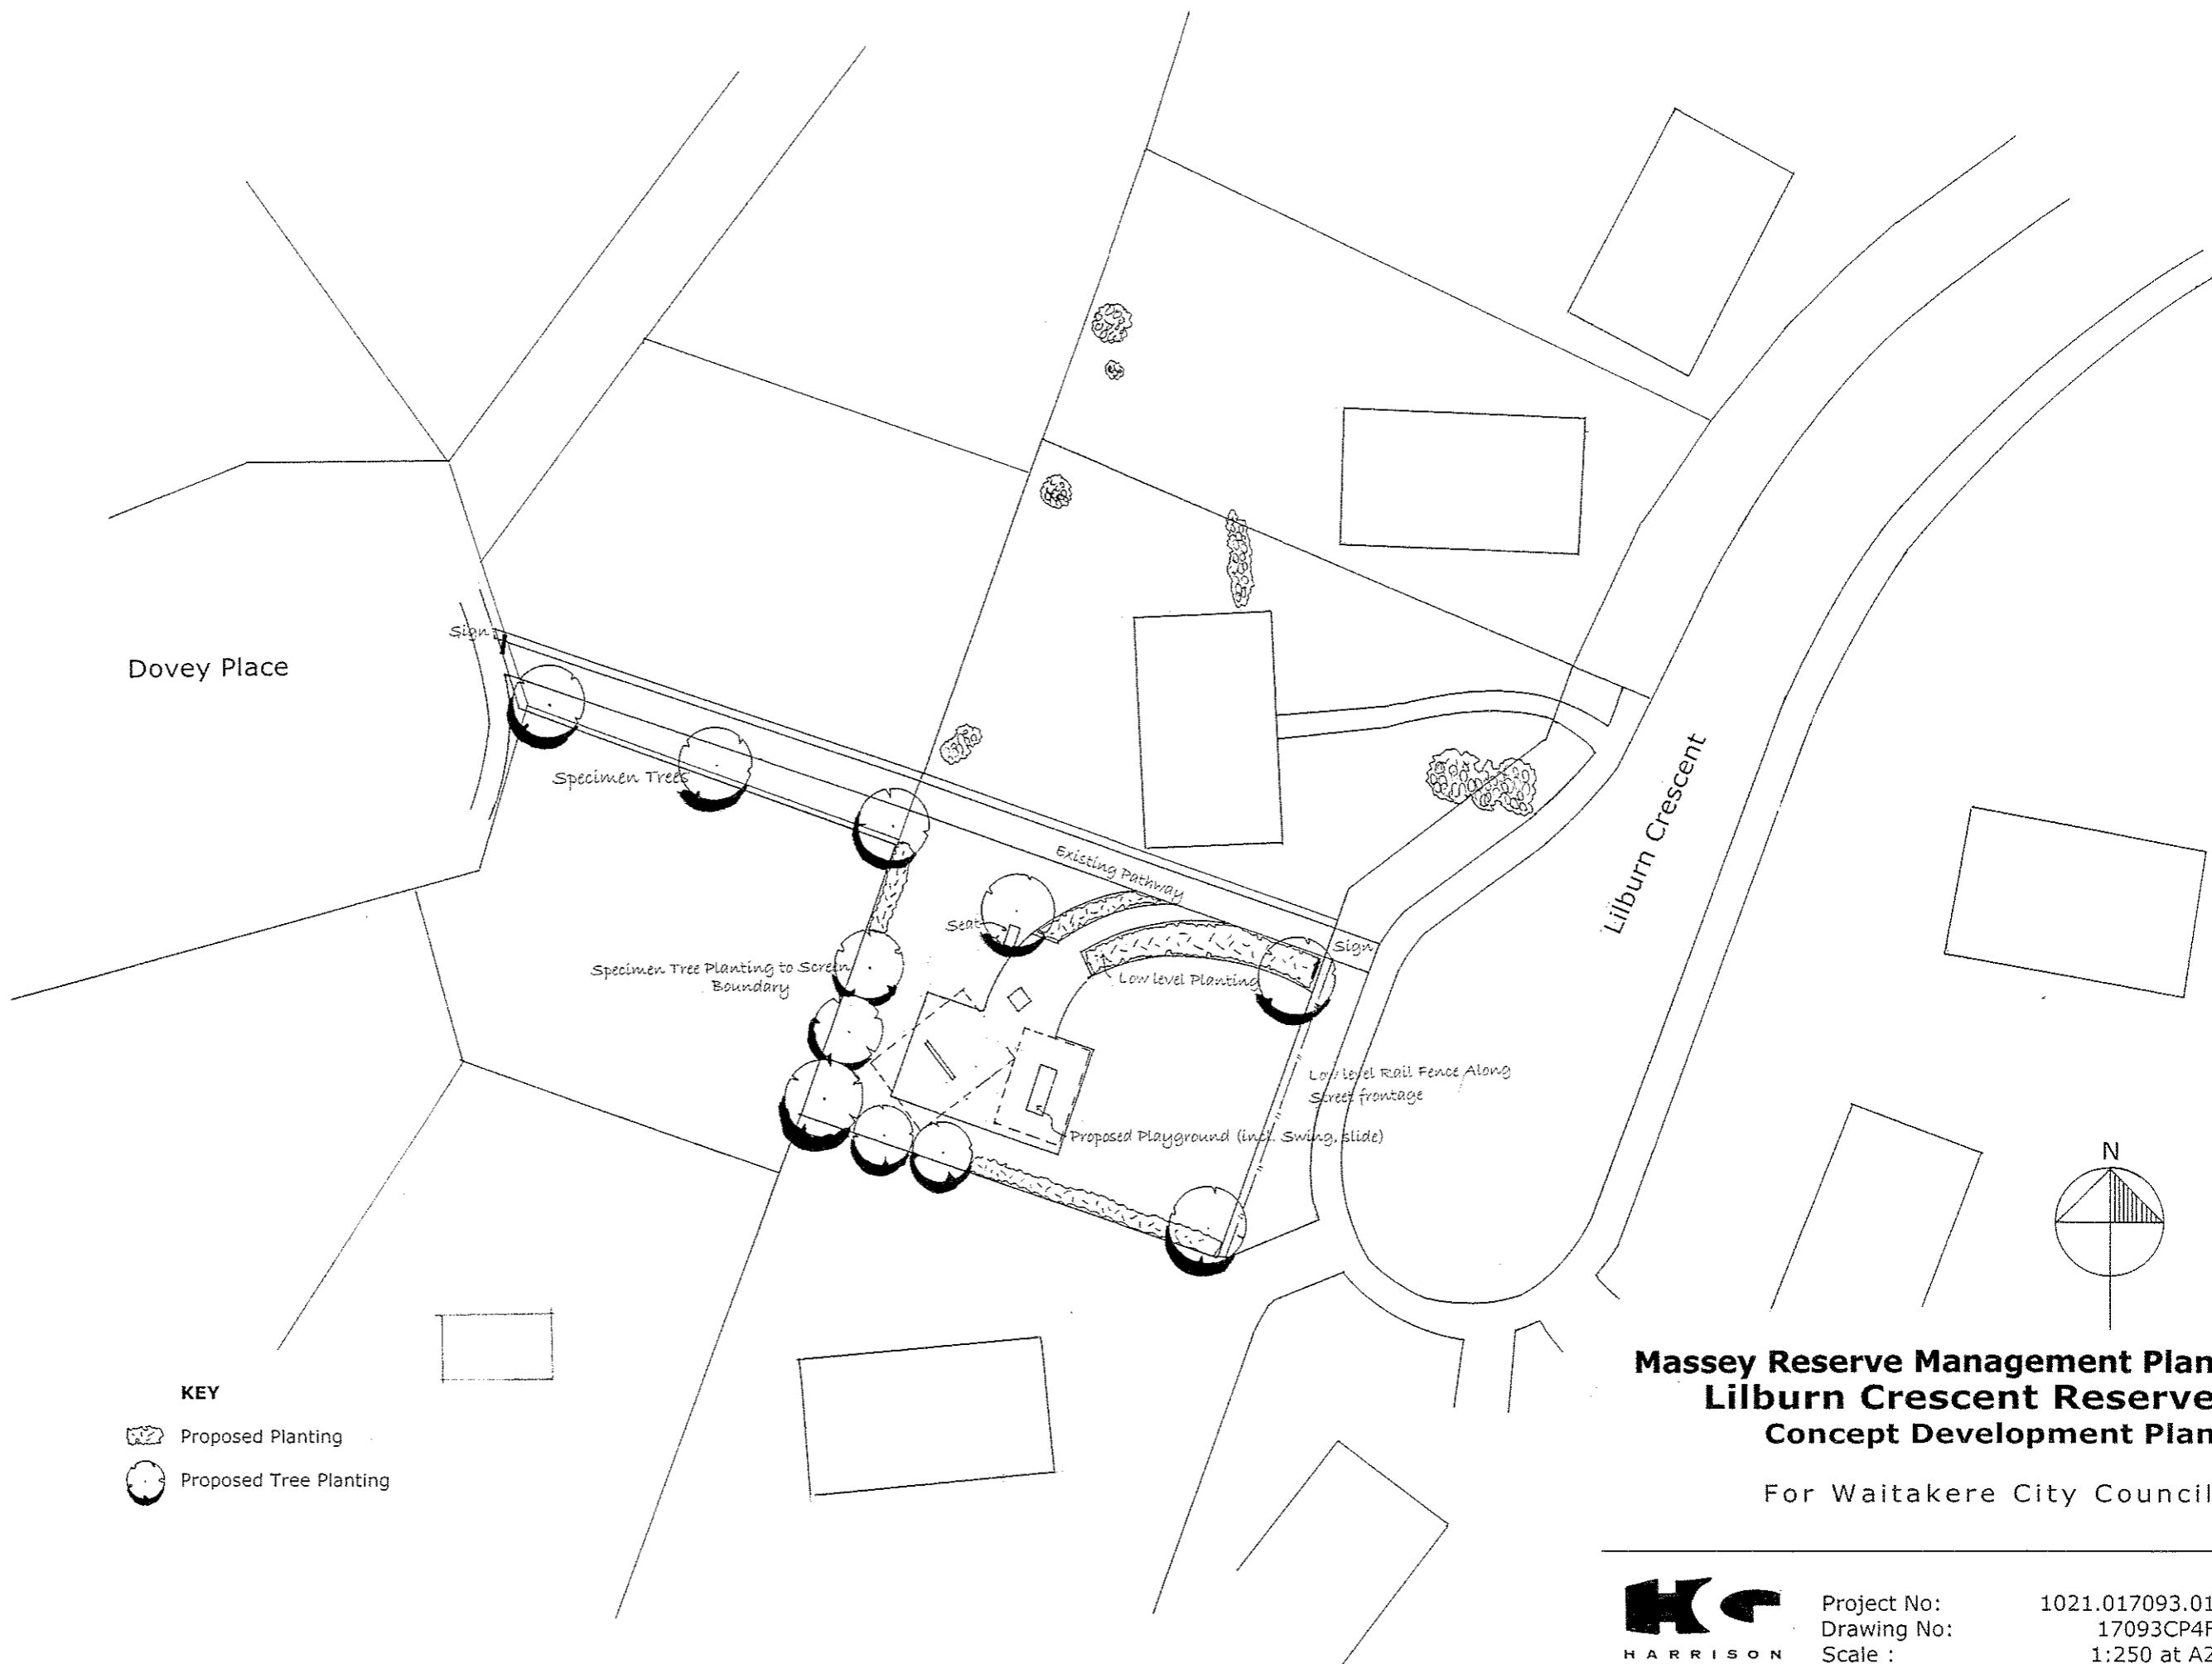 Dovey Place
Sign
Specimen Trees
Existing Pathway
Seat
Sign
Specimen Tree Planting to Screen
Boundary
Low level Planting
Lilburn Crescent
Low level Rail Fence Along
Street frontage
Proposed Playground (incl. Swing, slide)
N
KEY
Proposed Planting
Proposed Tree Planting
Massey Reserve Management Plan
Lilburn Crescent Reserve
Concept Development Plan
For Waitakere City Council
HARRISON
Project No: 1021.017093.01
Drawing No: 17093CP4F
Scale : 1:250 at A2